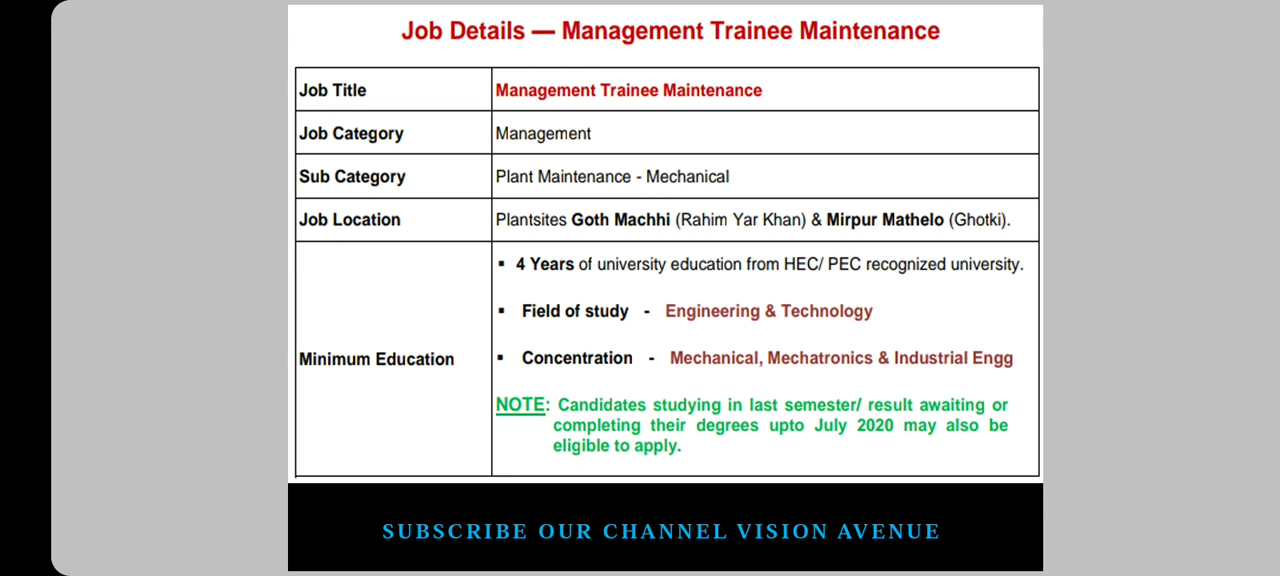 Job Details — Management Trainee Maintenance
Job Title Management Trainee Maintenance
Job Category Management
Sub Category Plant Maintenance - Mechanical
Job Location Plantsites Goth Machhi (Rahim Yar Khan) & Mirpur Mathelo (Ghotki).
Minimum Education
▪ 4 Years of university education from HEC/ PEC recognized university.
▪ Field of study - Engineering & Technology
▪ Concentration - Mechanical, Mechatronics & Industrial Engg
NOTE: Candidates studying in last semester/ result awaiting or
completing their degrees upto July 2020 may also be
eligible to apply.
SUBSCRIBE OUR CHANNEL VISION AVENUE